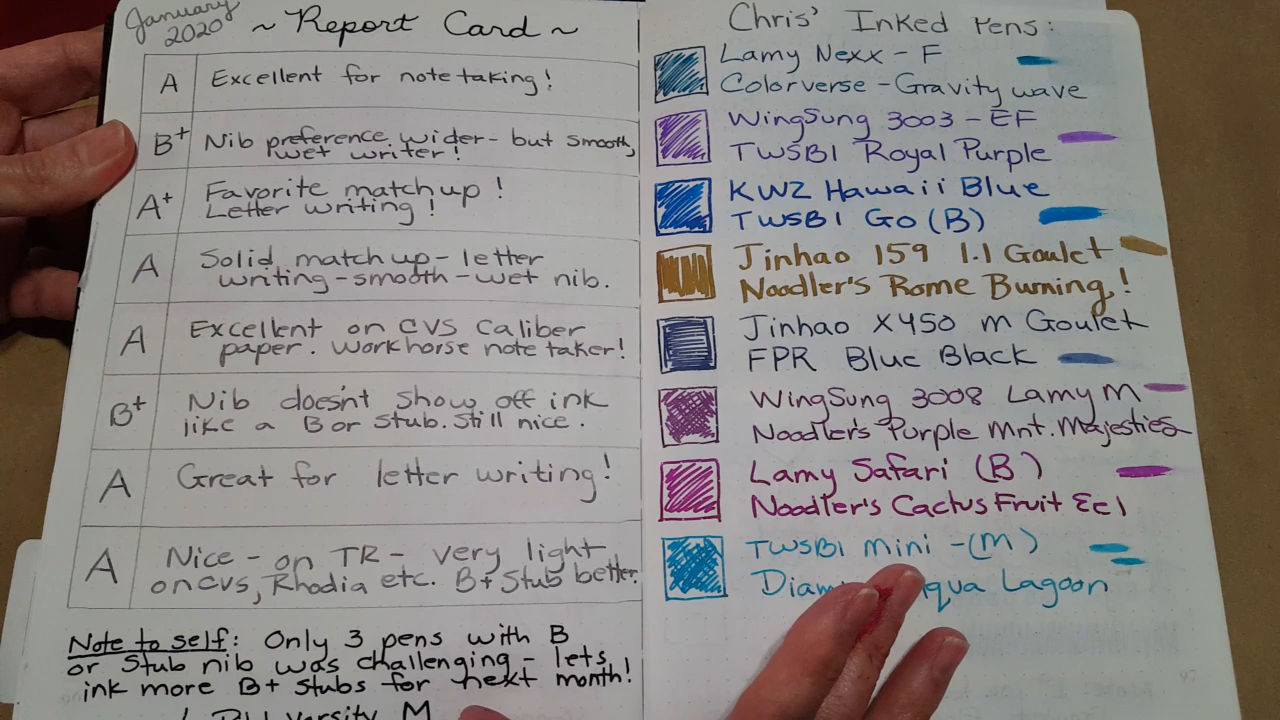 January
2020
~ Report Card ~
A Excellent for note taking!
B+ Nib preference wider - but smooth,
wet writer!
A+ Favorite match up!
Letter writing!
A Solid match up - letter
writing - smooth - wet nib.
A Excellent on CVS Caliber
paper. Workhorse note taker!
B+ Nib doesn't show off ink
like a B or Stub. Still nice.
A Great for letter writing!
A Nice - on TR - very light
on CVS, Rhodia etc. B+ Stub better.
Note to self: Only 3 pens with B
or Stub nib was challenging - lets
ink more B + Stubs for next month!
M
Chris' Inked Pens:
Lamy Nexx - F
Colorverse - Gravity wave
WingSung 3003 - EF
TWSBI Royal Purple
KWZ Hawaii Blue
TWSBI Go (B)
Jinhao 159 1.1 Goulet
Noodler's Rome Burning!
Jinhao X450 m Goulet
FPR Blue Black
WingSung 3008 Lamy M
Noodler's Purple Mnt. Majesties
Lamy Safari (B)
Noodler's Cactus Fruit Ecl
TWSBI mini - (M)
Lagoon
47